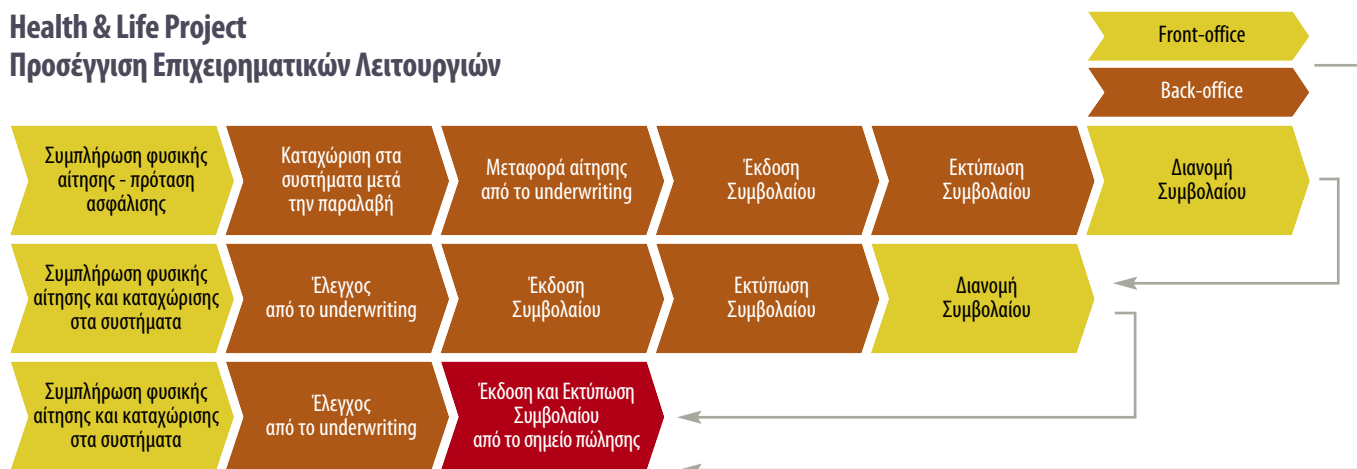 Health & Life Project
Προσέγγιση Επιχειρηματικών Λειτουργιών
Front-office
Back-office
Συμπλήρωση φυσικής
αίτησης - πρόταση
ασφάλισης
Καταχώριση στα
συστήματα μετά
την παραλαβή
Μεταφορά αίτησης
από το underwriting
Έκδοση
Συμβολαίου
Εκτύπωση
Συμβολαίου
Διανομή
Συμβολαίου
Συμπλήρωση φυσικής
αίτησης και καταχώρισης
στα συστήματα
Έλεγχος
από το underwriting
Έκδοση
Συμβολαίου
Εκτύπωση
Συμβολαίου
Διανομή
Συμβολαίου
Συμπλήρωση φυσικής
αίτησης και καταχώρισης
στα συστήματα
Έλεγχος
από το underwriting
Έκδοση και Εκτύπωση
Συμβολαίου
από το σημείο πώλησης